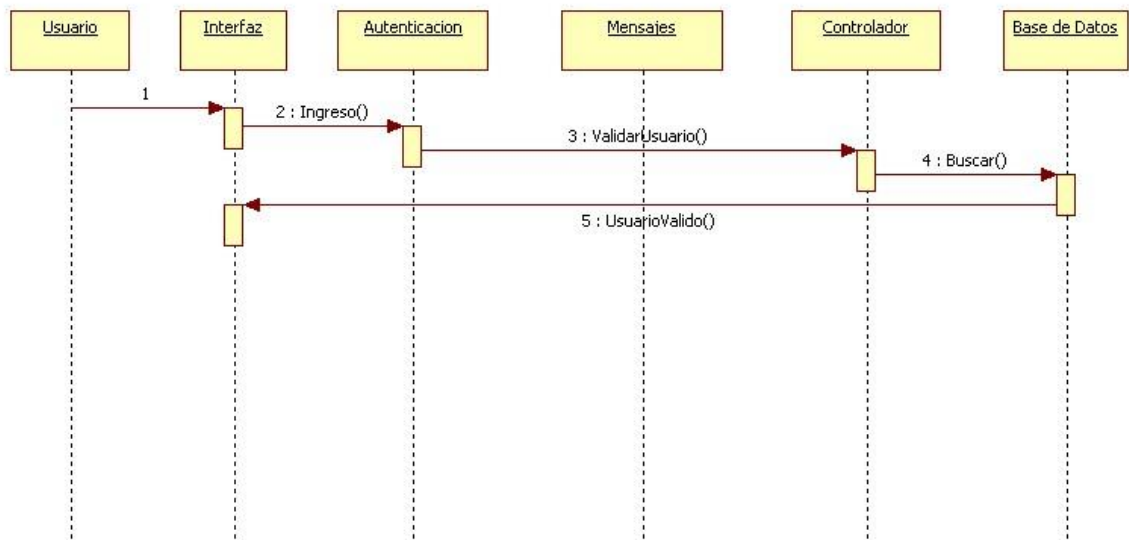 Usuario
Interfaz
Autenticacion
Mensajes
Controlador
Base de Datos
1
2 : Ingreso()
3 : ValidarUsuario()
4 : Buscar()
5 : UsuarioValido()